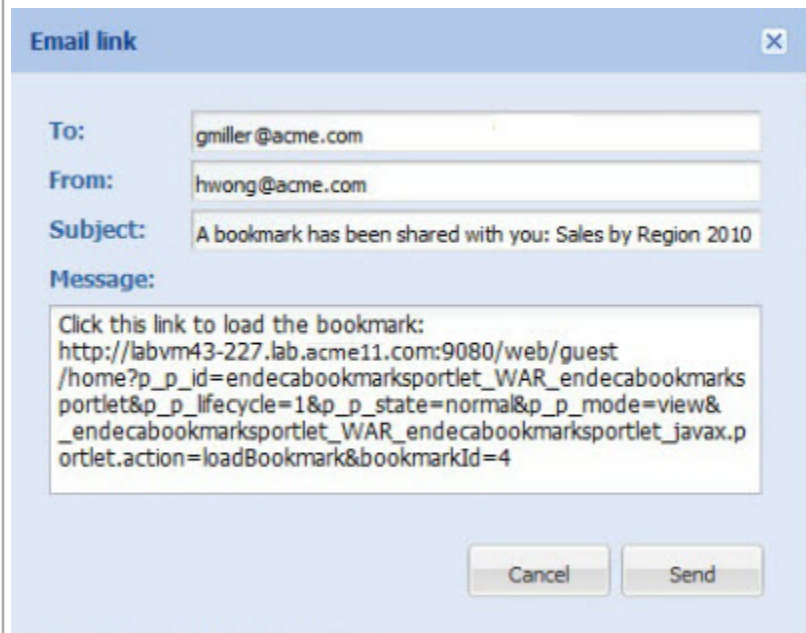 Email link
To: gmiller@acme.com
From: hwong@acme.com
Subject: A bookmark has been shared with you: Sales by Region 2010
Message:
Click this link to load the bookmark:
http://labvm43-227.lab.acme11.com:9080/web/guest
/home?p_p_id=endecabookmarksportlet_WAR_endecabookmarks
portlet&p_p_lifecycle=1&p_p_state=normal&p_p_mode=view&
_endecabookmarksportlet_WAR_endecabookmarksportlet_javax.p
ortlet.action=loadBookmark&bookmarkId=4
Cancel Send